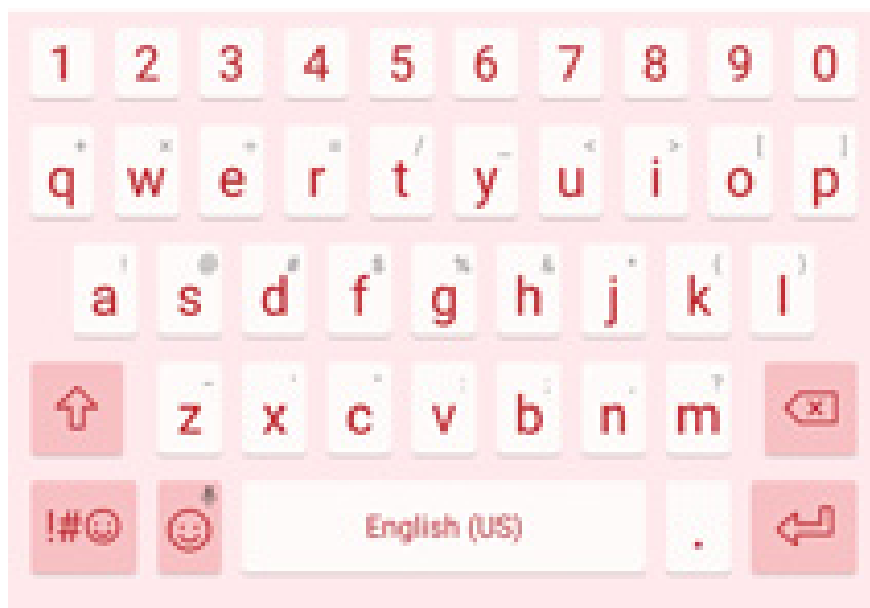 1 2 3 4 5 6 7 8 9 0
+ × ÷ = / _ < > [ ]
q w e r t y u i o p
! @ # $ % & * ( )
a s d f g h j k l
z x c v b n m
!#☺
English (US) .